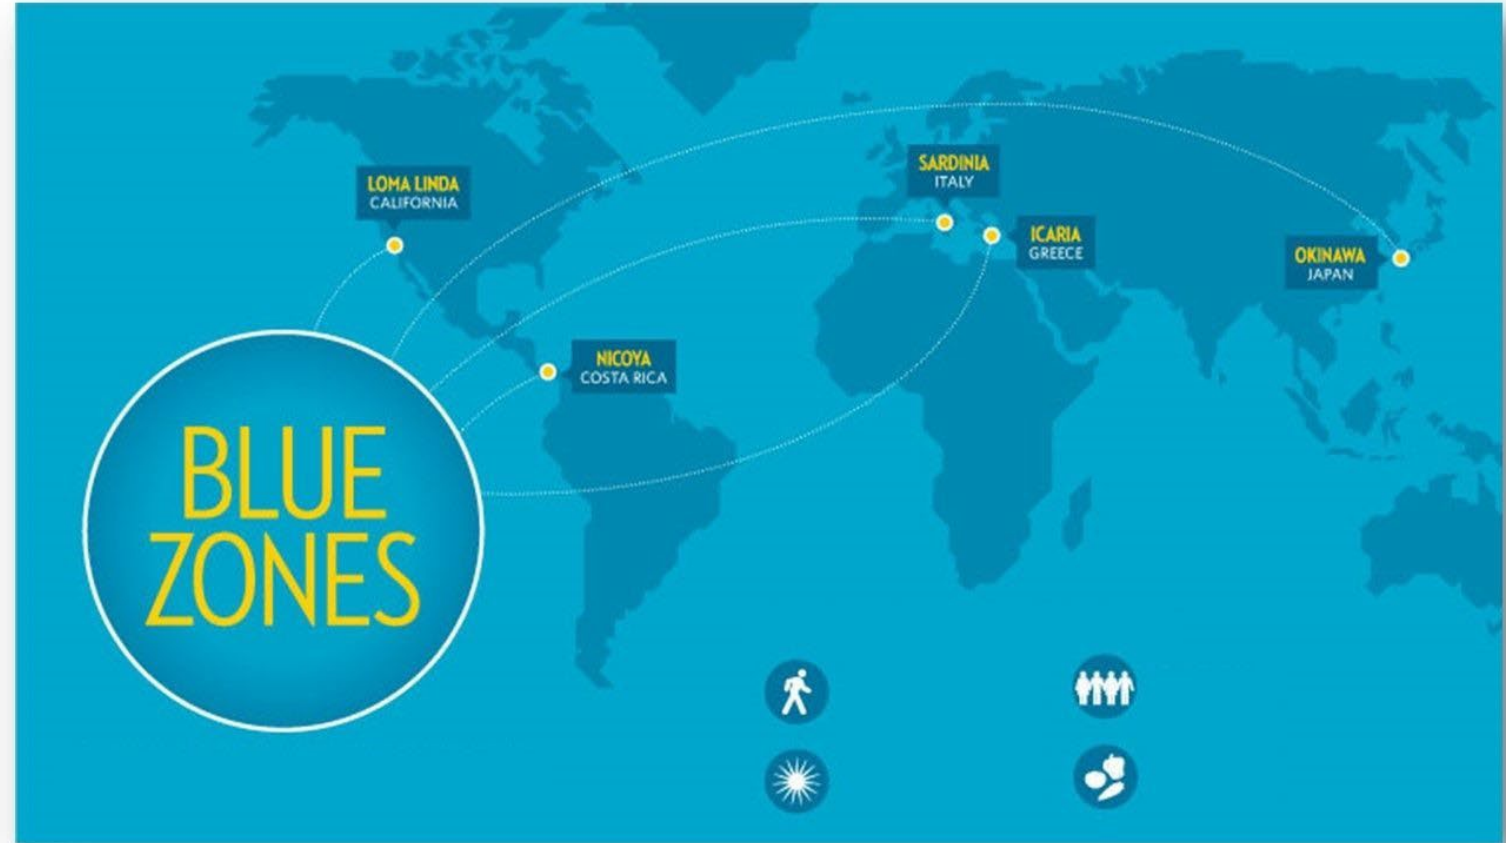 LOMA LINDA
CALIFORNIA
SARDINIA
ITALY
ICARIA
GREECE
OKINAWA
JAPAN
NICOYA
COSTA RICA
BLUE
ZONES